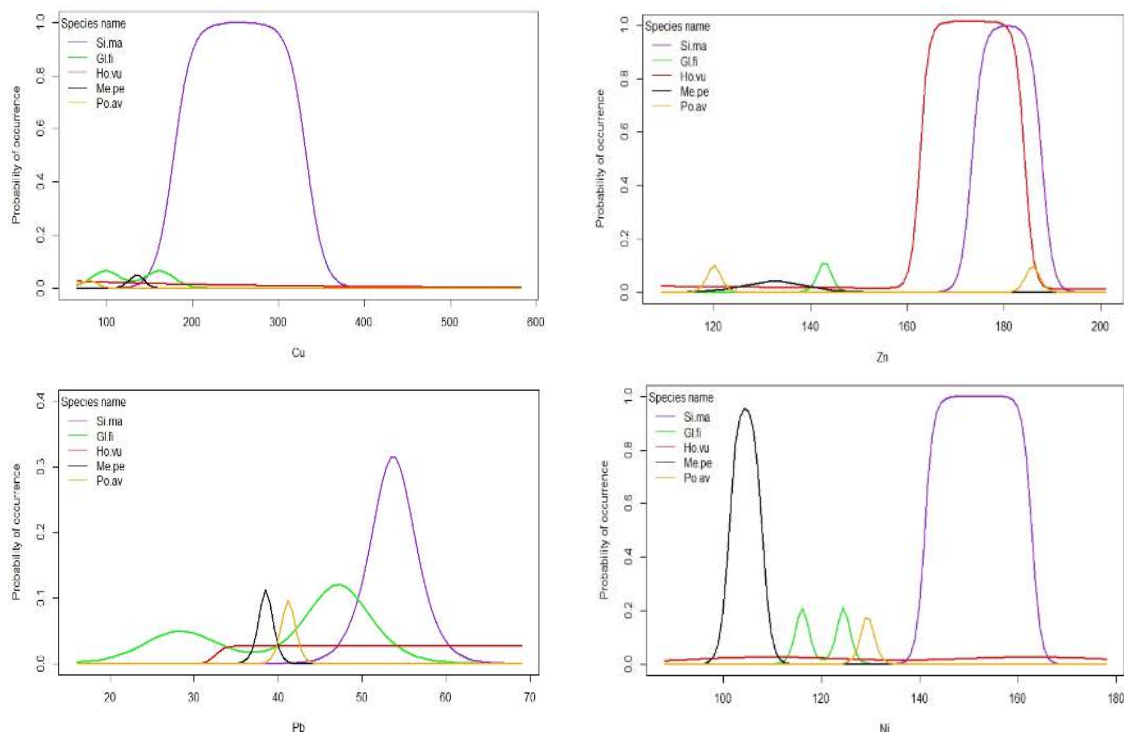 Species name
Si.ma
Gl.fi
Ho.vu
Me.pe
Po.av
Probability of occurrence
0.0 0.2 0.4 0.6 0.8 1.0
100 200 300 400 500 600
Cu
Species name
Si.ma
Gl.fi
Ho.vu
Me.pe
Po.av
Probability of occurrence
0.0 0.2 0.4 0.6 0.8 1.0
120 140 160 180 200
Zn
Species name
Si.ma
Gl.fi
Ho.vu
Me.pe
Po.av
Probability of occurrence
0.0 0.1 0.2 0.3 0.4
20 30 40 50 60 70
Pb
Species name
Si.ma
Gl.fi
Ho.vu
Me.pe
Po.av
Probability of occurrence
0.0 0.2 0.4 0.6 0.8 1.0
100 120 140 160 180
Ni